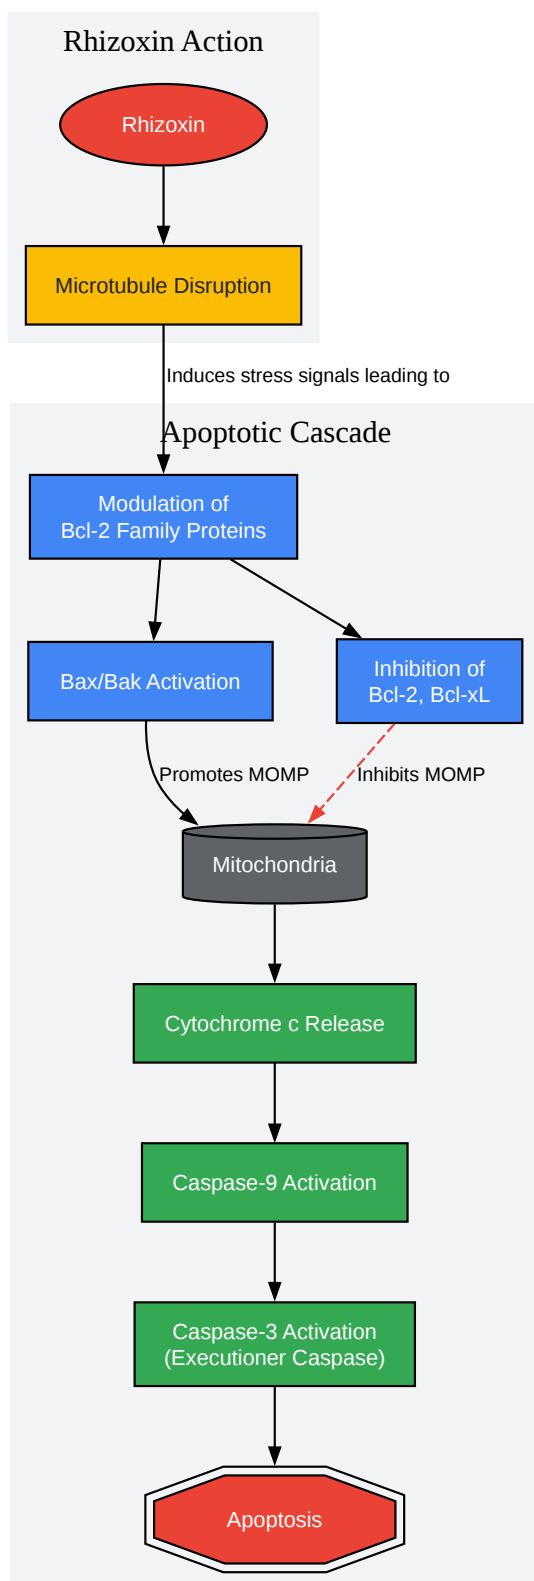 Rhizoxin Action
Rhizoxin
Microtubule Disruption
Induces stress signals leading to
Apoptotic Cascade
Modulation of
Bcl-2 Family Proteins
Bax/Bak Activation
Inhibition of
Bcl-2, Bcl-xL
Promotes MOMP
Inhibits MOMP
Mitochondria
Cytochrome c Release
Caspase-9 Activation
Caspase-3 Activation
(Executioner Caspase)
Apoptosis